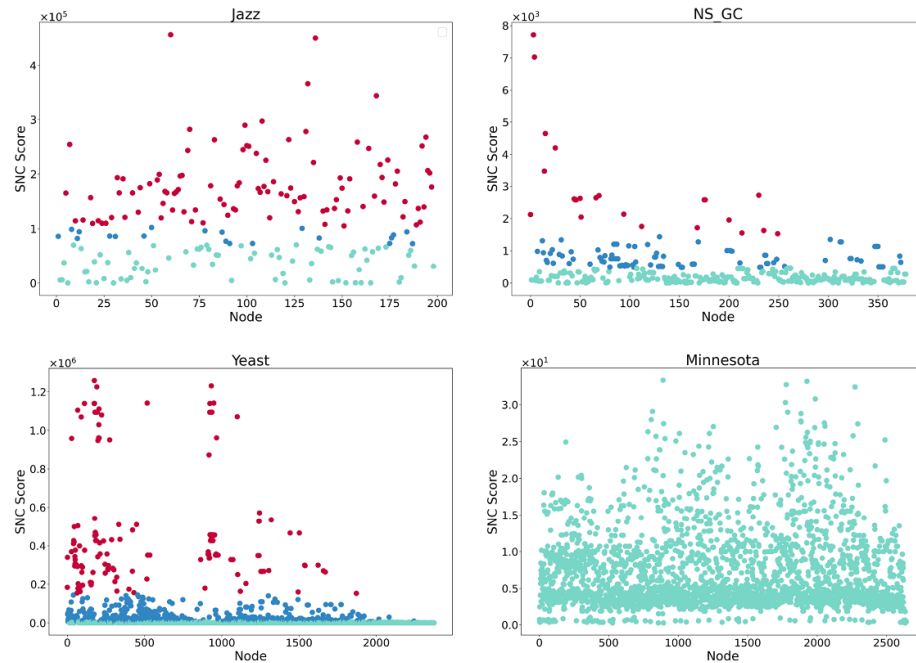 Jazz
×10⁵
SNC Score
4
3
2
1
0
0 25 50 75 100 125 150 175 200
Node
NS_GC
×10³
SNC Score
8
7
6
5
4
3
2
1
0
0 50 100 150 200 250 300 350
Node
Yeast
×10⁶
SNC Score
1.2
1.0
0.8
0.6
0.4
0.2
0.0
0 500 1000 1500 2000
Node
Minnesota
×10¹
SNC Score
3.0
2.5
2.0
1.5
1.0
0.5
0.0
0 500 1000 1500 2000 2500
Node